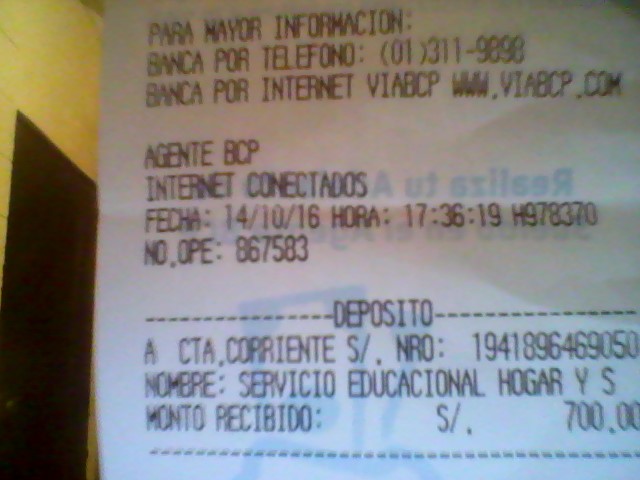 PARA MAYOR INFORMACION:
BANCA POR TELEFONO: (01)311-9898
BANCA POR INTERNET VIABCP WWW.VIABCP.COM
AGENTE BCP
INTERNET CONECTADOS
FECHA: 14/10/16 HORA: 17:36:19 H978370
NO.OPE: 867583
-----------------DEPOSITO-----------------
A CTA.CORRIENTE S/. NRO: 1941896469050
NOMBRE: SERVICIO EDUCACIONAL HOGAR Y S
MONTO RECIBIDO: S/. 700.00